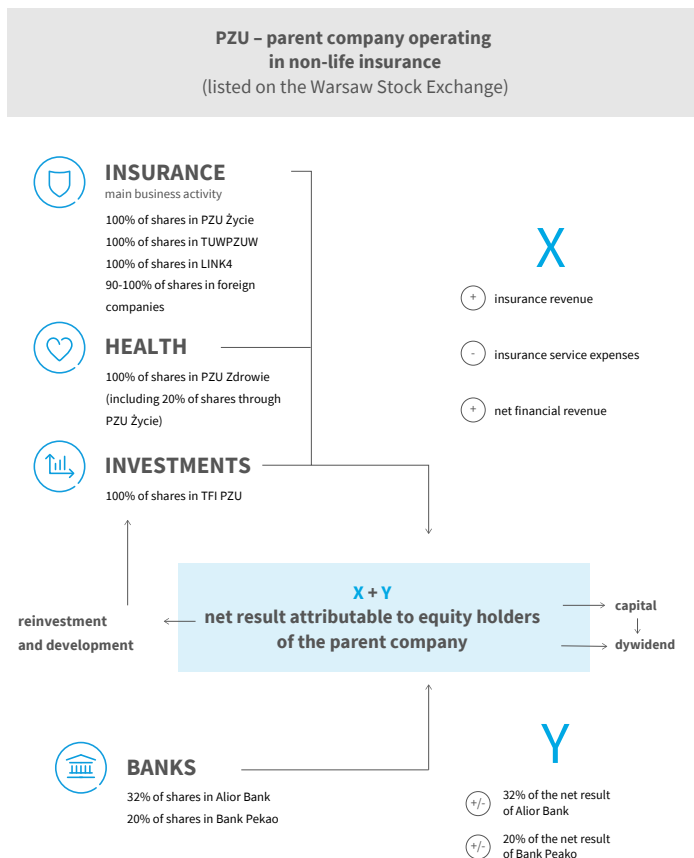 PZU – parent company operating
in non-life insurance
(listed on the Warsaw Stock Exchange)
INSURANCE
main business activity
100% of shares in PZU Życie
100% of shares in TUWPZUW
100% of shares in LINK4
90-100% of shares in foreign
companies
HEALTH
100% of shares in PZU Zdrowie
(including 20% of shares through
PZU Życie)
INVESTMENTS
100% of shares in TFI PZU
X
+ insurance revenue
- insurance service expenses
+ net financial revenue
X + Y
net result attributable to equity holders
of the parent company
reinvestment
and development
capital
dywidend
BANKS
32% of shares in Alior Bank
20% of shares in Bank Pekao
Y
+/- 32% of the net result
of Alior Bank
+/- 20% of the net result
of Bank Peako